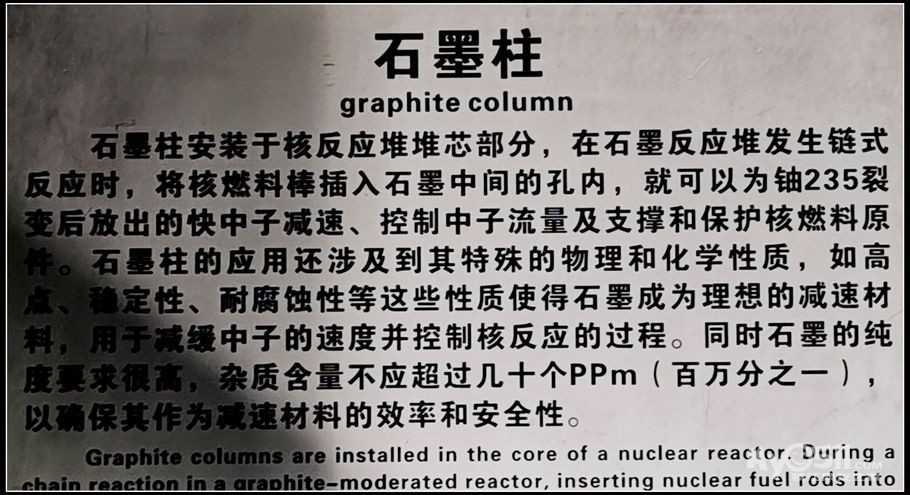 石墨柱
graphite column
石墨柱安装于核反应堆堆芯部分，在石墨反应堆发生链式
反应时，将核燃料棒插入石墨中间的孔内，就可以为铀235裂
变后放出的快中子减速、控制中子流量及支撑和保护核燃料原
件。石墨柱的应用还涉及到其特殊的物理和化学性质，如高
点、稳定性、耐腐蚀性等这些性质使得石墨成为理想的减速材
料，用于减缓中子的速度并控制核反应的过程。同时石墨的纯
度要求很高，杂质含量不应超过几十个PPm（百万分之一），
以确保其作为减速材料的效率和安全性。
Graphite columns are installed in the core of a nuclear reactor. During a
chain reaction in a graphite-moderated reactor, inserting nuclear fuel rods into